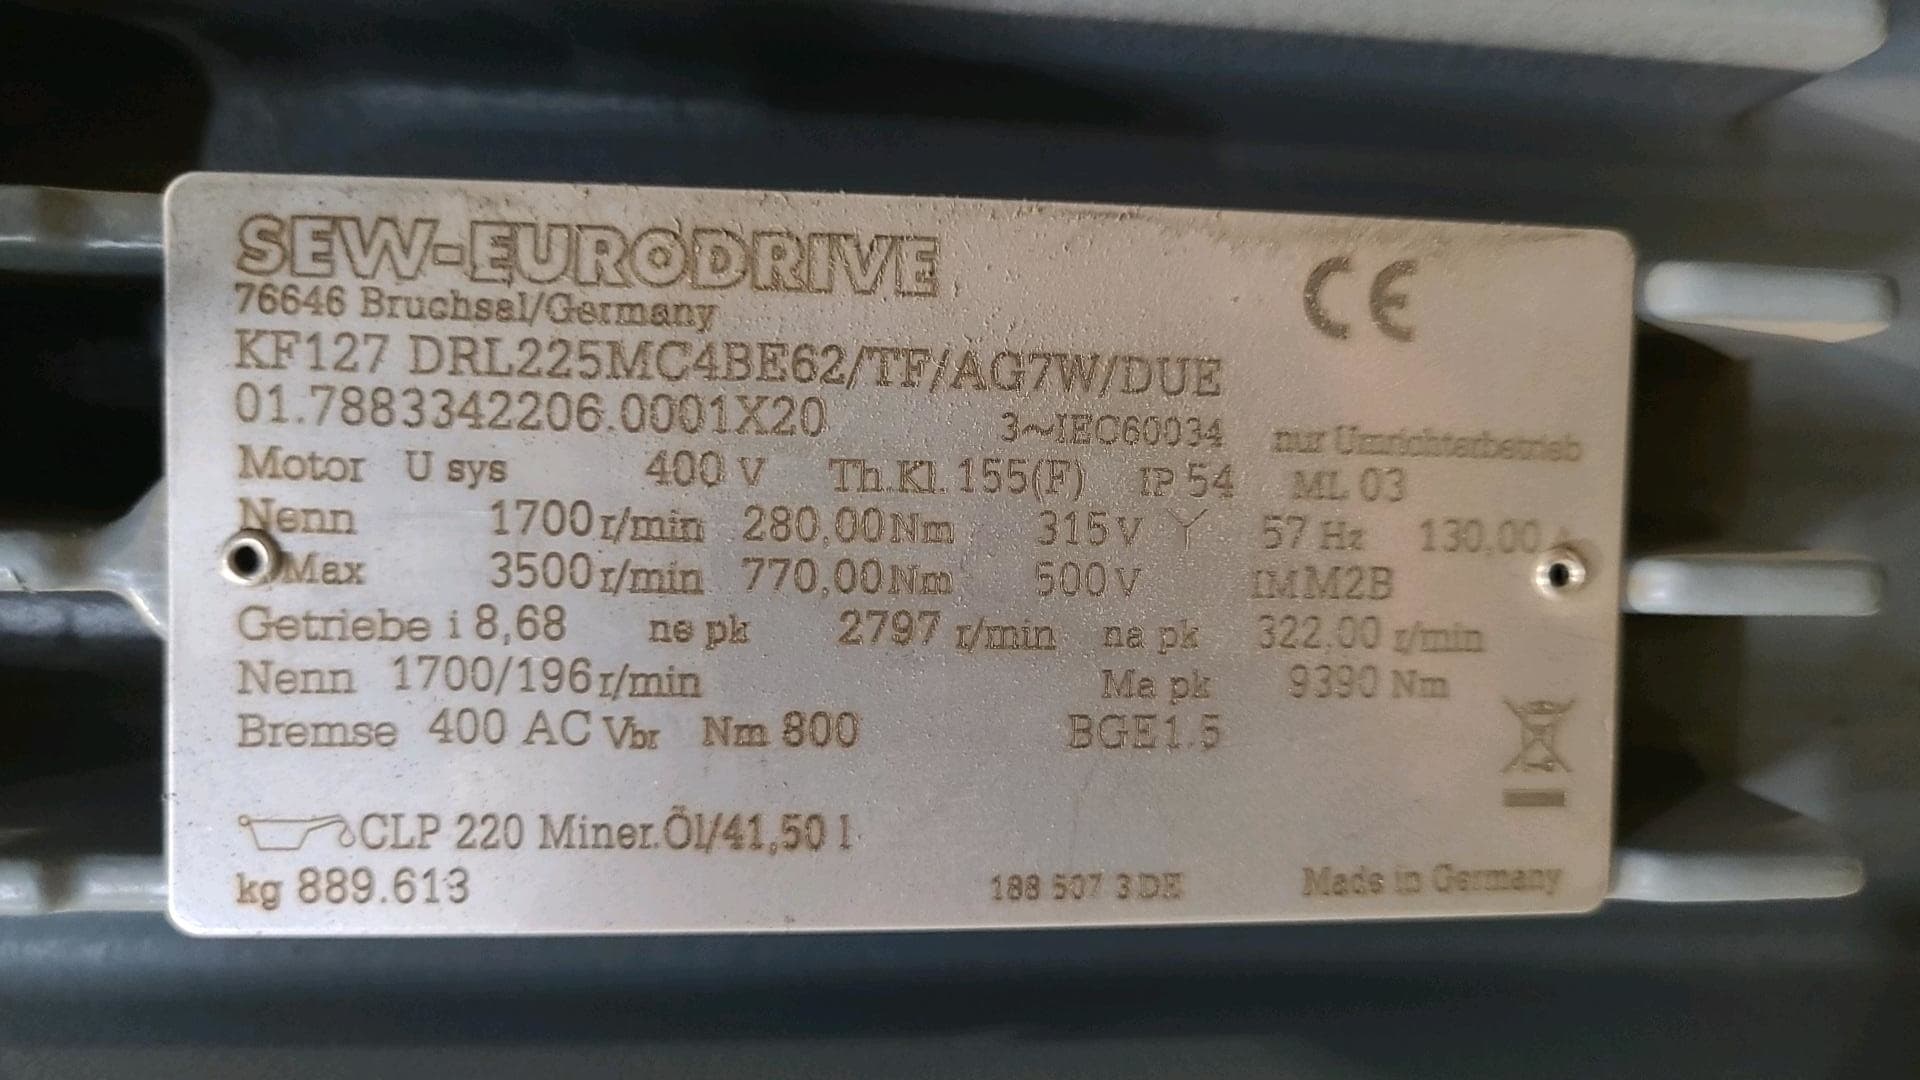 SEW-EURODRIVE
CE
76646 Bruchsal/Germany
KF127 DRL225MC4BE62/TF/AG7W/DUE
01.7883342206.0001X20 3~IEC60034 nur Umrichterbetrieb
Motor U sys 400 V Th.Kl. 155(F) IP 54 ML 03
Nenn 1700 r/min 280,00 Nm 315 V Y 57 Hz 130,00 A
Max 3500 r/min 770,00 Nm 500 V IM M2B
Getriebe i 8,68 ne pk 2797 r/min na pk 322.00 r/min
Nenn 1700/196 r/min Ma pk 9390 Nm
Bremse 400 AC Vbr Nm 800 BGE1.5
CLP 220 Miner.Öl/41,50 l
kg 889.613 188 507 3 DE Made in Germany